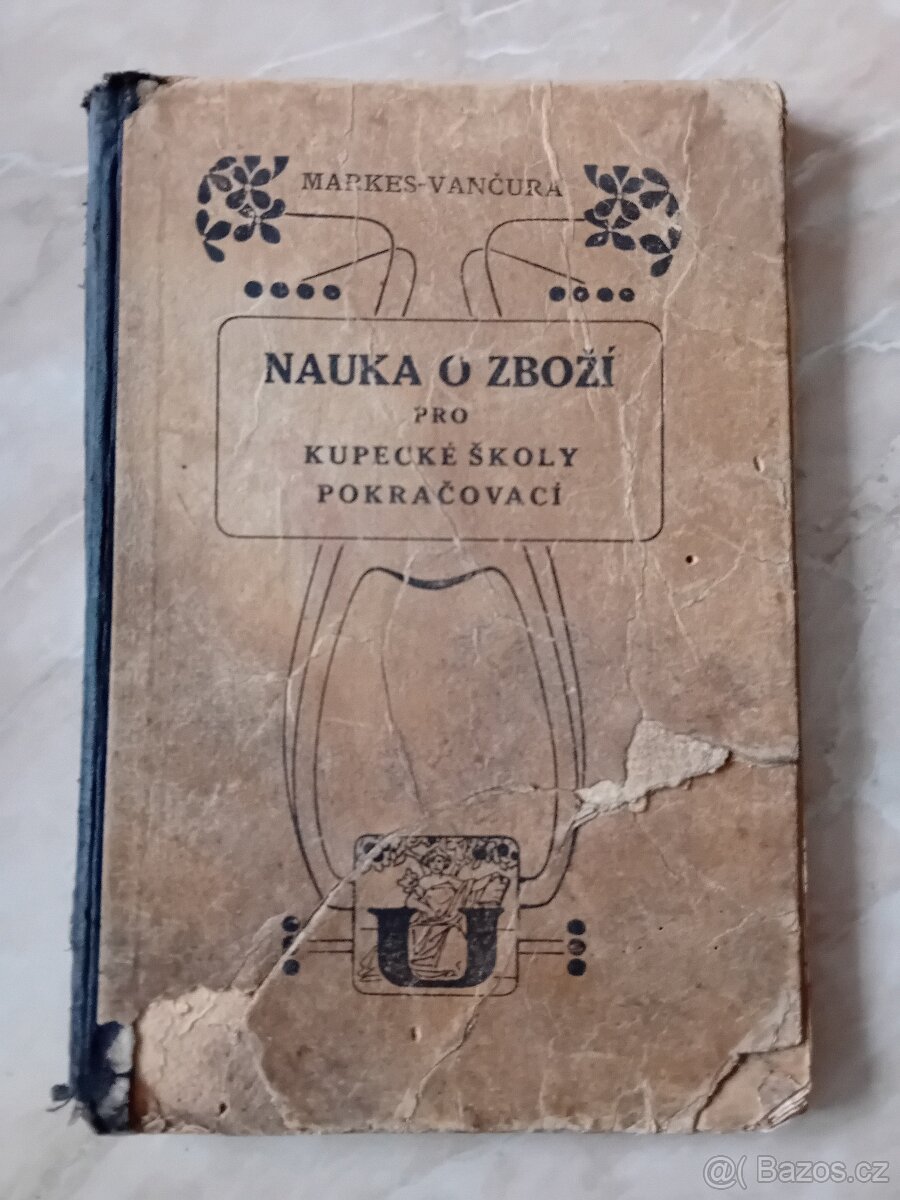 MARKES-VANČURA
NAUKA O ZBOŽÍ
PRO
KUPECKÉ ŠKOLY
POKRAČOVACÍ
U
@( Bazos.cz